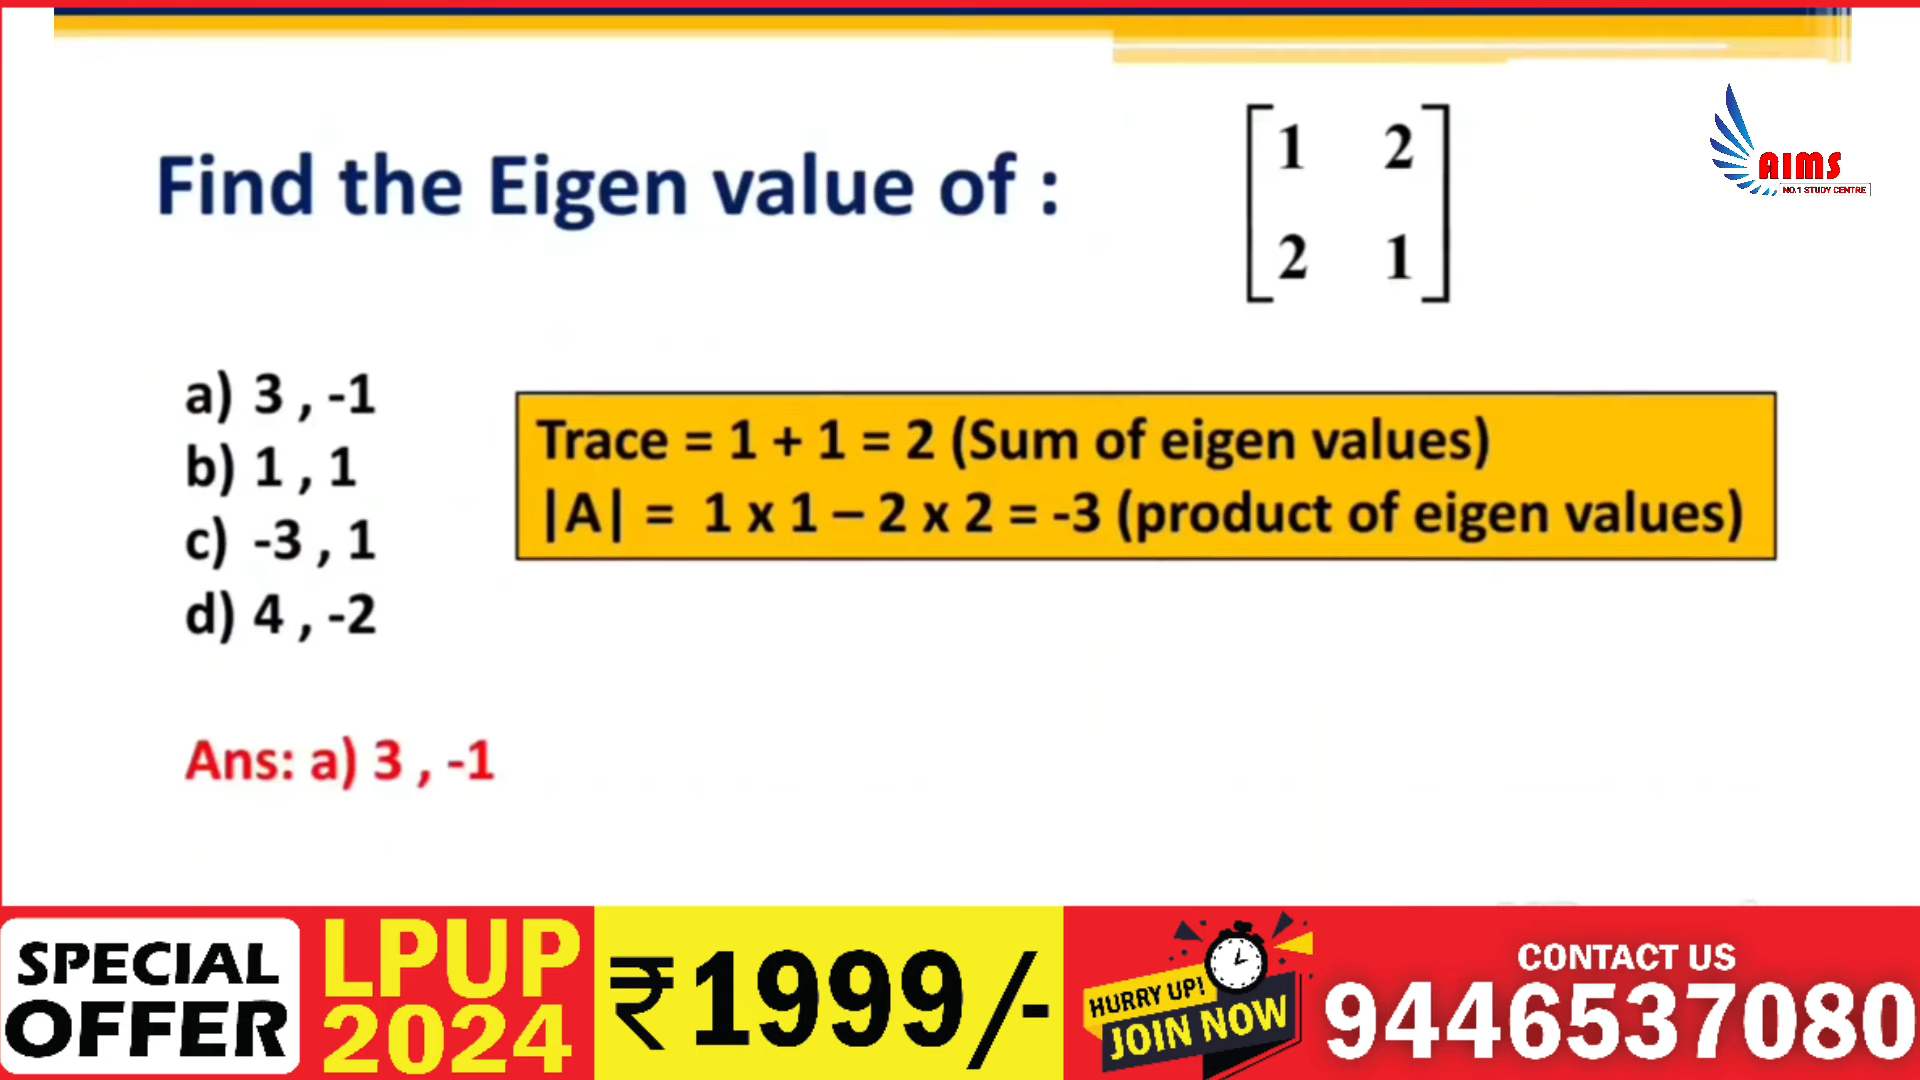 Find the Eigen value of :
1 2
2 1
AIMS
NO.1 STUDY CENTRE
a) 3 , -1
b) 1 , 1
c) -3 , 1
d) 4 , -2
Trace = 1 + 1 = 2 (Sum of eigen values)
|A| = 1 x 1 – 2 x 2 = -3 (product of eigen values)
Ans: a) 3 , -1
SPECIAL
OFFER
LPUP
2024
₹1999/-
HURRY UP!
JOIN NOW
CONTACT US
9446537080